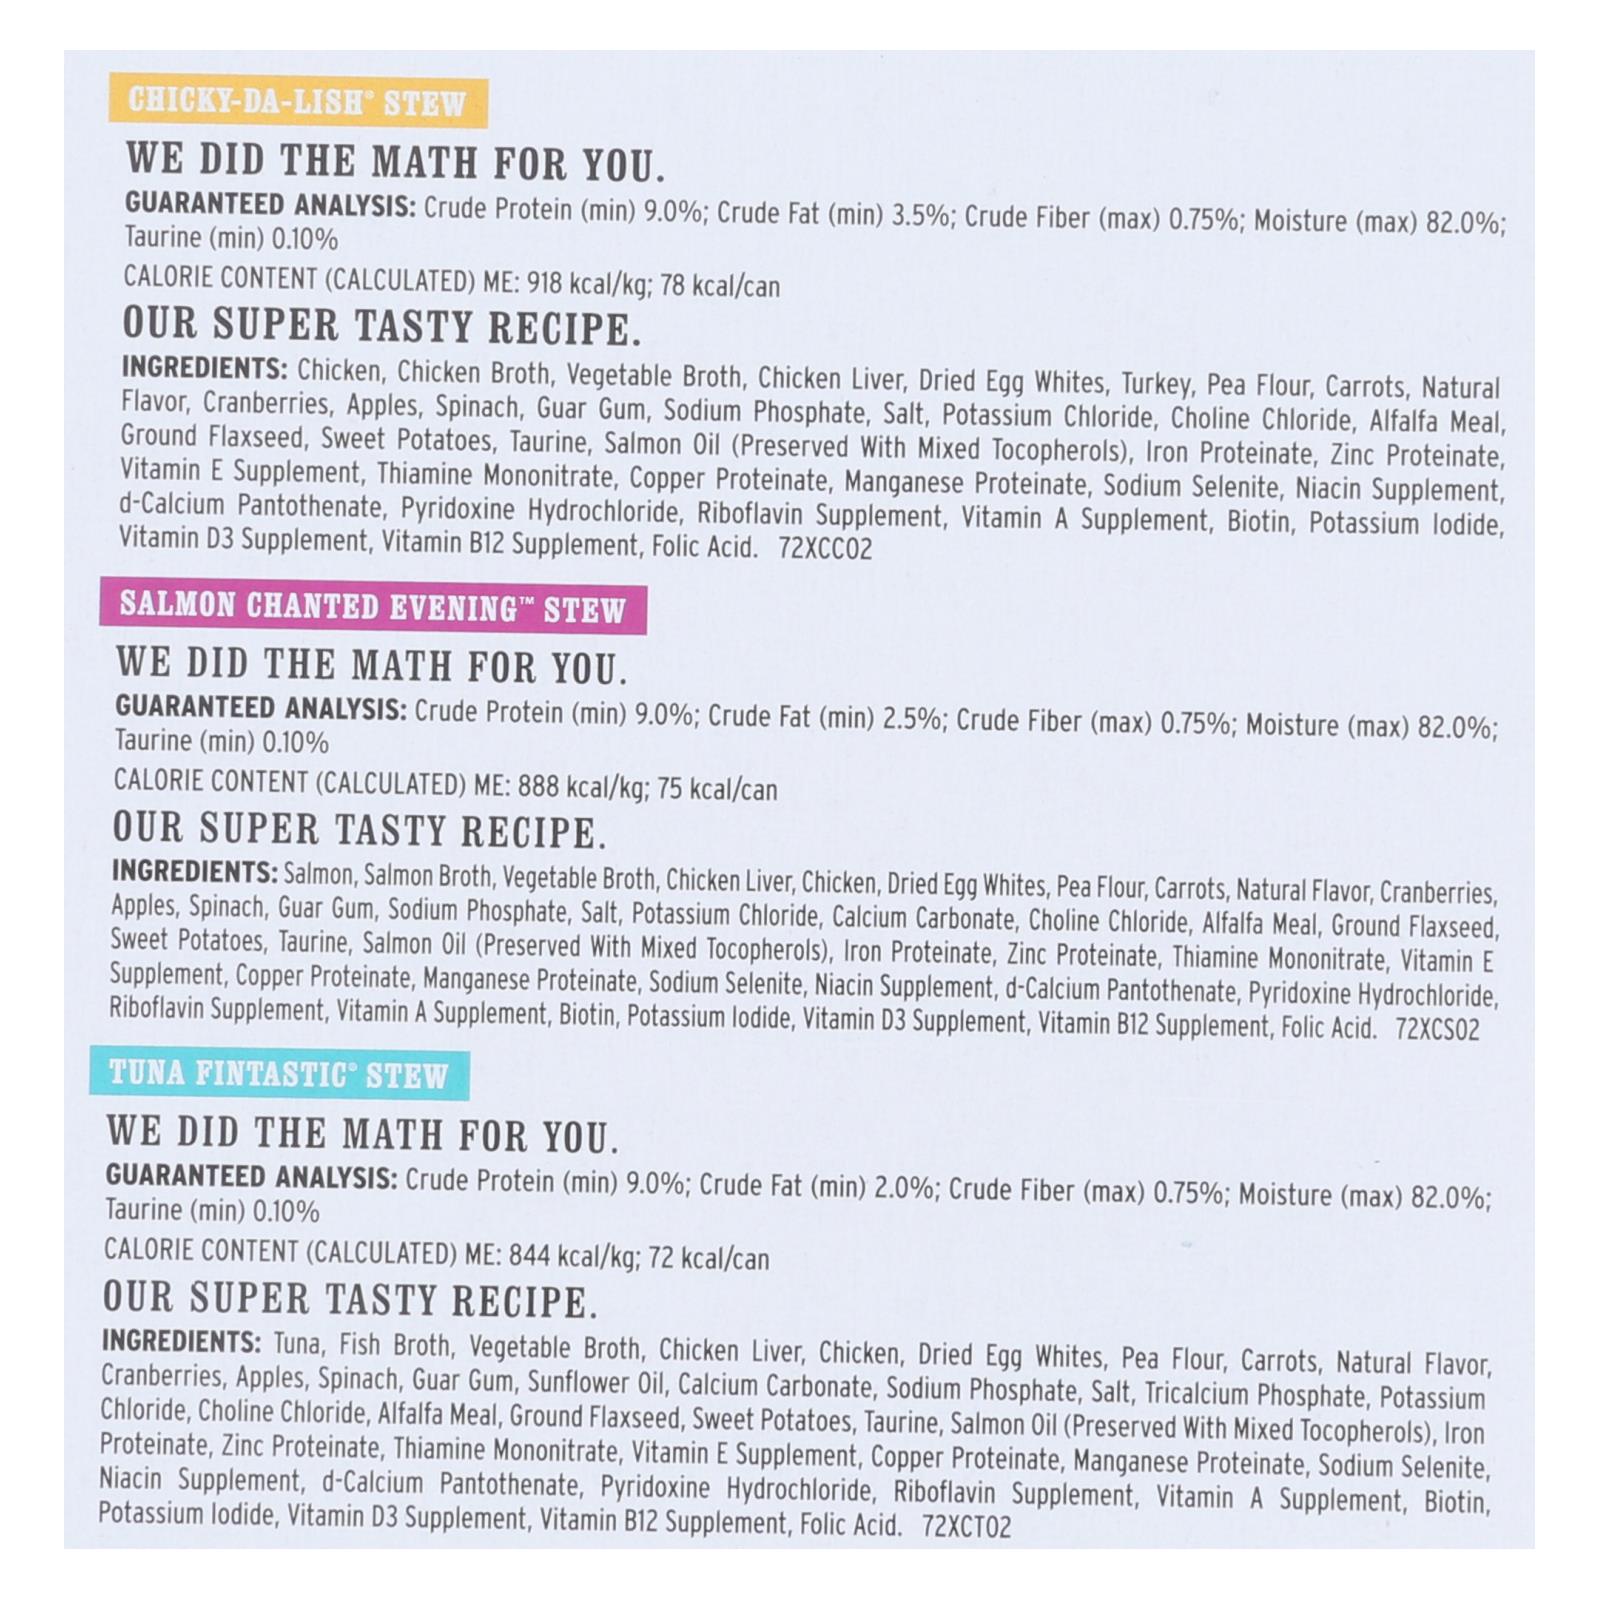 CHICKY-DA-LISH® STEW
WE DID THE MATH FOR YOU.
GUARANTEED ANALYSIS: Crude Protein (min) 9.0%; Crude Fat (min) 3.5%; Crude Fiber (max) 0.75%; Moisture (max) 82.0%;
Taurine (min) 0.10%
CALORIE CONTENT (CALCULATED) ME: 918 kcal/kg; 78 kcal/can
OUR SUPER TASTY RECIPE.
INGREDIENTS: Chicken, Chicken Broth, Vegetable Broth, Chicken Liver, Dried Egg Whites, Turkey, Pea Flour, Carrots, Natural
Flavor, Cranberries, Apples, Spinach, Guar Gum, Sodium Phosphate, Salt, Potassium Chloride, Choline Chloride, Alfalfa Meal,
Ground Flaxseed, Sweet Potatoes, Taurine, Salmon Oil (Preserved With Mixed Tocopherols), Iron Proteinate, Zinc Proteinate,
Vitamin E Supplement, Thiamine Mononitrate, Copper Proteinate, Manganese Proteinate, Sodium Selenite, Niacin Supplement,
d-Calcium Pantothenate, Pyridoxine Hydrochloride, Riboflavin Supplement, Vitamin A Supplement, Biotin, Potassium Iodide,
Vitamin D3 Supplement, Vitamin B12 Supplement, Folic Acid. 72XCC02
SALMON CHANTED EVENING™ STEW
WE DID THE MATH FOR YOU.
GUARANTEED ANALYSIS: Crude Protein (min) 9.0%; Crude Fat (min) 2.5%; Crude Fiber (max) 0.75%; Moisture (max) 82.0%;
Taurine (min) 0.10%
CALORIE CONTENT (CALCULATED) ME: 888 kcal/kg; 75 kcal/can
OUR SUPER TASTY RECIPE.
INGREDIENTS: Salmon, Salmon Broth, Vegetable Broth, Chicken Liver, Chicken, Dried Egg Whites, Pea Flour, Carrots, Natural Flavor, Cranberries,
Apples, Spinach, Guar Gum, Sodium Phosphate, Salt, Potassium Chloride, Calcium Carbonate, Choline Chloride, Alfalfa Meal, Ground Flaxseed,
Sweet Potatoes, Taurine, Salmon Oil (Preserved With Mixed Tocopherols), Iron Proteinate, Zinc Proteinate, Thiamine Mononitrate, Vitamin E
Supplement, Copper Proteinate, Manganese Proteinate, Sodium Selenite, Niacin Supplement, d-Calcium Pantothenate, Pyridoxine Hydrochloride,
Riboflavin Supplement, Vitamin A Supplement, Biotin, Potassium Iodide, Vitamin D3 Supplement, Vitamin B12 Supplement, Folic Acid. 72XCS02
TUNA FINTASTIC® STEW
WE DID THE MATH FOR YOU.
GUARANTEED ANALYSIS: Crude Protein (min) 9.0%; Crude Fat (min) 2.0%; Crude Fiber (max) 0.75%; Moisture (max) 82.0%;
Taurine (min) 0.10%
CALORIE CONTENT (CALCULATED) ME: 844 kcal/kg; 72 kcal/can
OUR SUPER TASTY RECIPE.
INGREDIENTS: Tuna, Fish Broth, Vegetable Broth, Chicken Liver, Chicken, Dried Egg Whites, Pea Flour, Carrots, Natural Flavor,
Cranberries, Apples, Spinach, Guar Gum, Sunflower Oil, Calcium Carbonate, Sodium Phosphate, Salt, Tricalcium Phosphate, Potassium
Chloride, Choline Chloride, Alfalfa Meal, Ground Flaxseed, Sweet Potatoes, Taurine, Salmon Oil (Preserved With Mixed Tocopherols), Iron
Proteinate, Zinc Proteinate, Thiamine Mononitrate, Vitamin E Supplement, Copper Proteinate, Manganese Proteinate, Sodium Selenite,
Niacin Supplement, d-Calcium Pantothenate, Pyridoxine Hydrochloride, Riboflavin Supplement, Vitamin A Supplement, Biotin,
Potassium Iodide, Vitamin D3 Supplement, Vitamin B12 Supplement, Folic Acid. 72XCT02